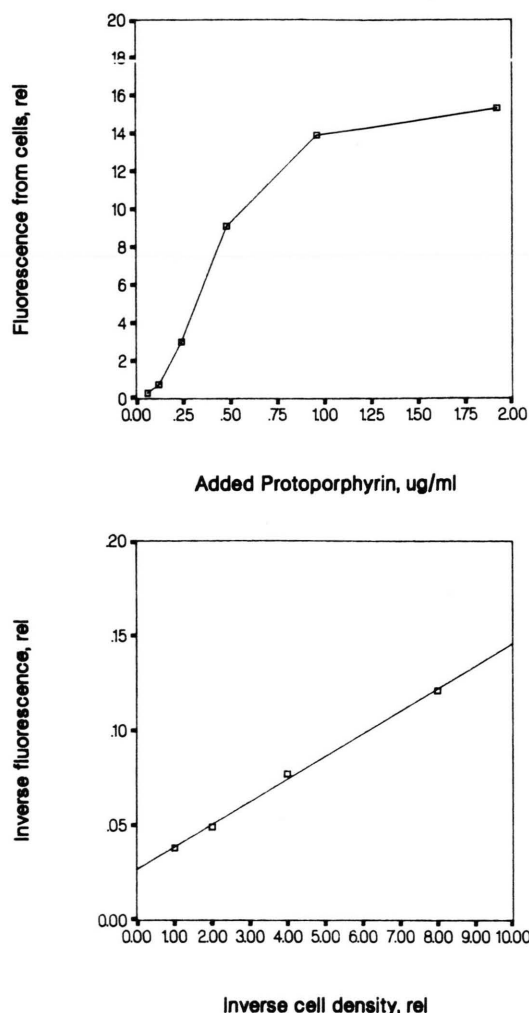 Fluorescence from cells, rel
20
18
16
14
12
10
8
6
4
2
0
0.00 .25 .50 .75 1.00 1.25 1.50 1.75 2.00
Added Protoporphyrin, ug/ml
Inverse fluorescence, rel
.20
.15
.10
.05
0.00
0.00 1.00 2.00 3.00 4.00 5.00 6.00 7.00 8.00 9.00 10.00
Inverse cell density, rel